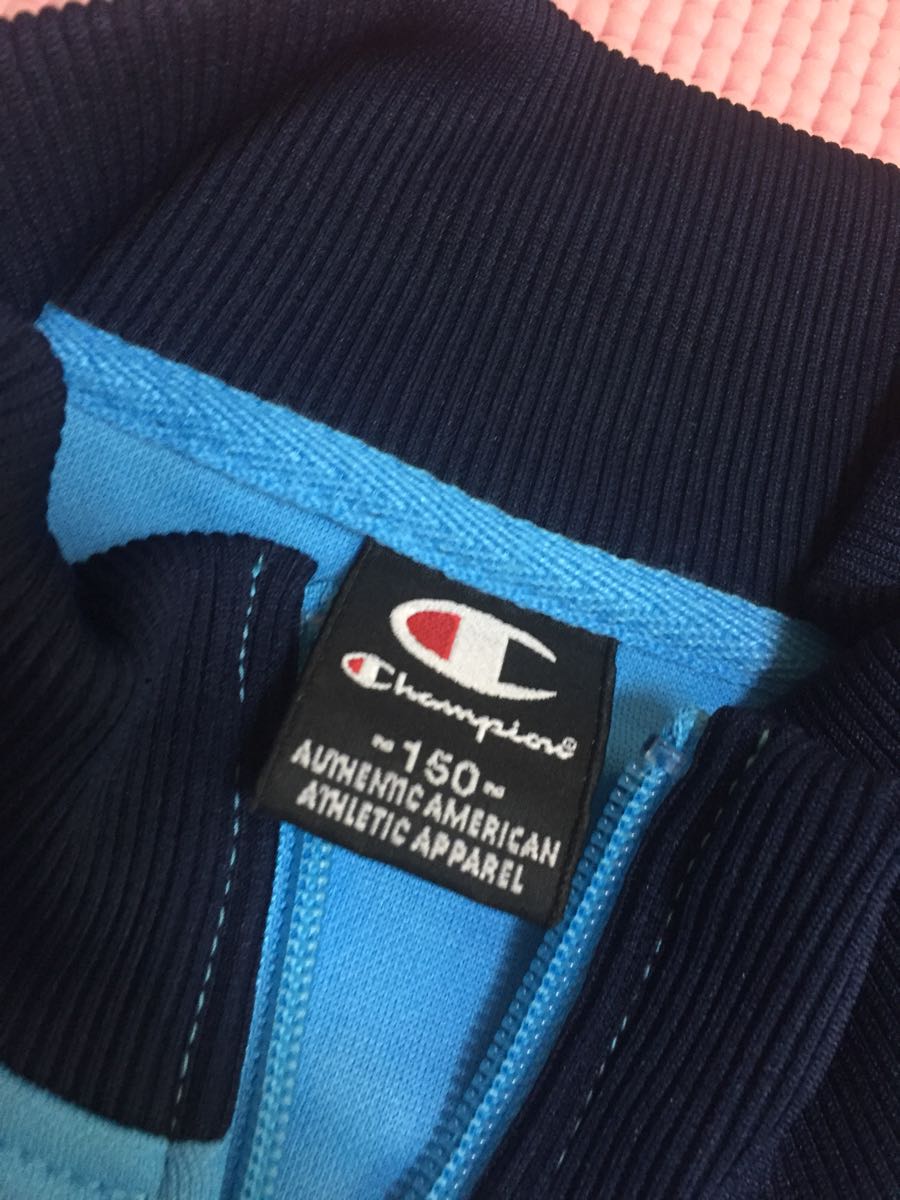 Champion®
~150~
AUTHENTIC AMERICAN
ATHLETIC APPAREL